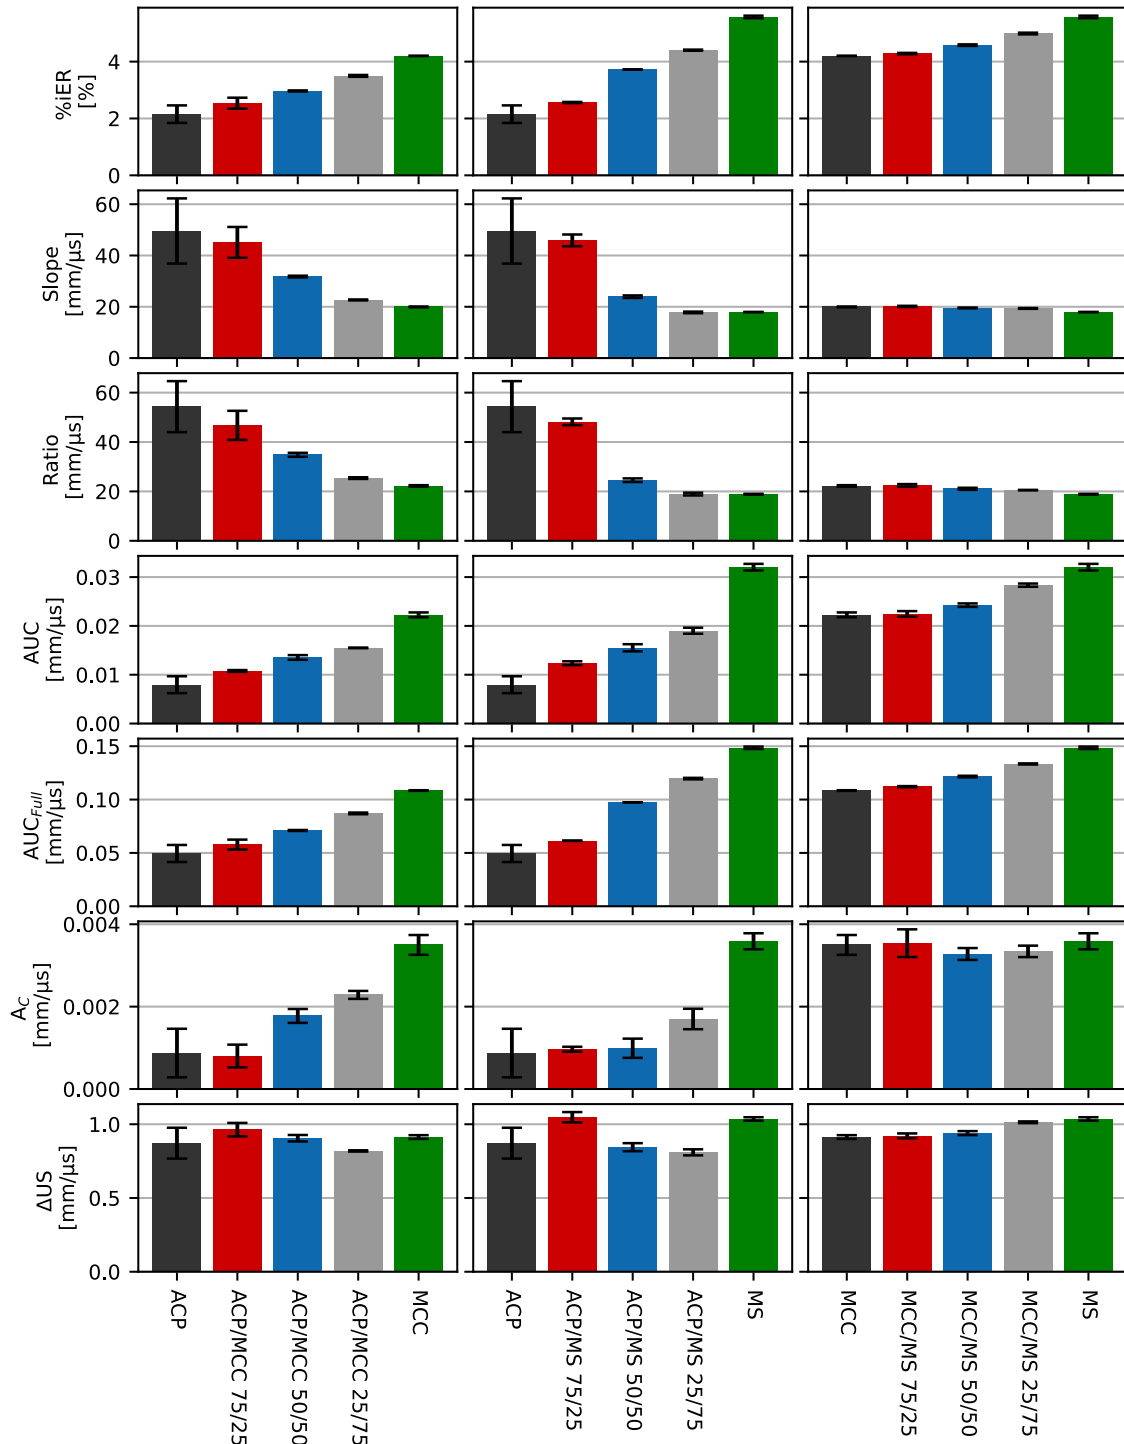 %iER
[%]
4
2
0
Slope
[mm/µs]
60
40
20
0
Ratio
[mm/µs]
60
40
20
0
AUC
[mm/µs]
0.03
0.02
0.01
0.00
AUC_Full
[mm/µs]
0.15
0.10
0.05
0.00
A_C
[mm/µs]
0.004
0.002
0.000
ΔUS
[mm/µs]
1.0
0.5
0.0
ACP
ACP/MCC 75/25
ACP/MCC 50/50
ACP/MCC 25/75
MCC
ACP
ACP/MS 75/25
ACP/MS 50/50
ACP/MS 25/75
MS
MCC
MCC/MS 75/25
MCC/MS 50/50
MCC/MS 25/75
MS